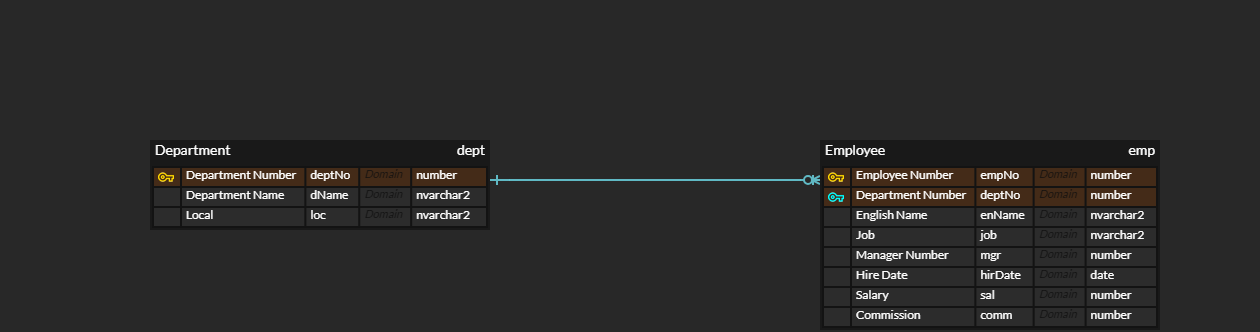 Department dept
Department Number deptNo Domain number
Department Name dName Domain nvarchar2
Local loc Domain nvarchar2
Employee emp
Employee Number empNo Domain number
Department Number deptNo Domain number
English Name enName Domain nvarchar2
Job job Domain nvarchar2
Manager Number mgr Domain number
Hire Date hirDate Domain date
Salary sal Domain number
Commission comm Domain number